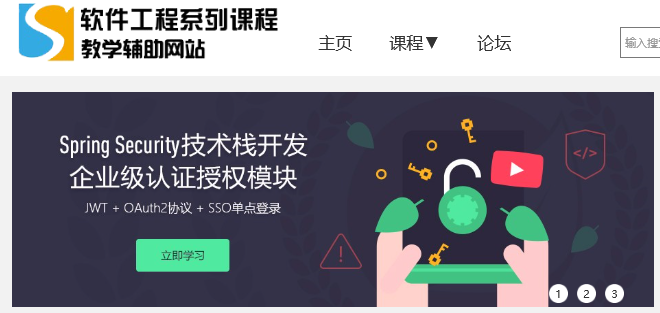 软件工程系列课程
教学辅助网站
主页 课程▼ 论坛
输入搜
Spring Security技术栈开发
企业级认证授权模块
JWT + OAuth2协议 + SSO单点登录
立即学习
</>
!
1 2 3